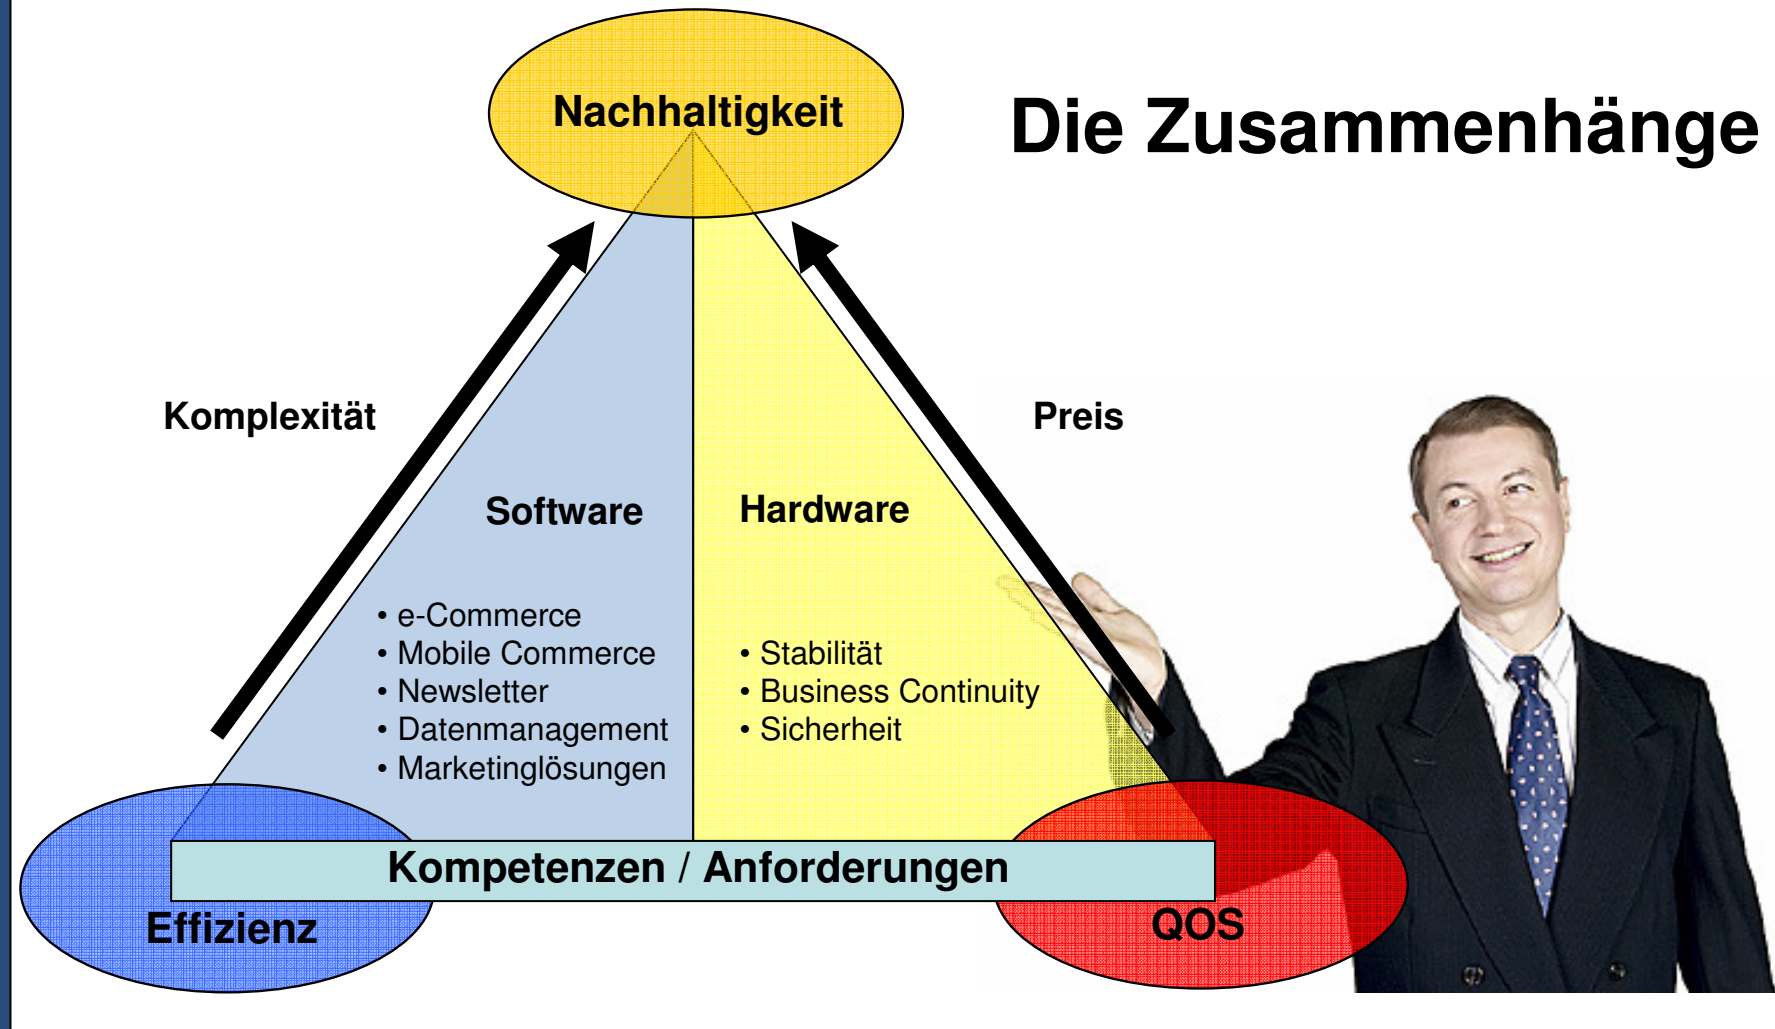 Nachhaltigkeit
Die Zusammenhänge
Komplexität
Preis
Software
Hardware
• e-Commerce
• Mobile Commerce
• Newsletter
• Datenmanagement
• Marketinglösungen
• Stabilität
• Business Continuity
• Sicherheit
Kompetenzen / Anforderungen
Effizienz
QOS